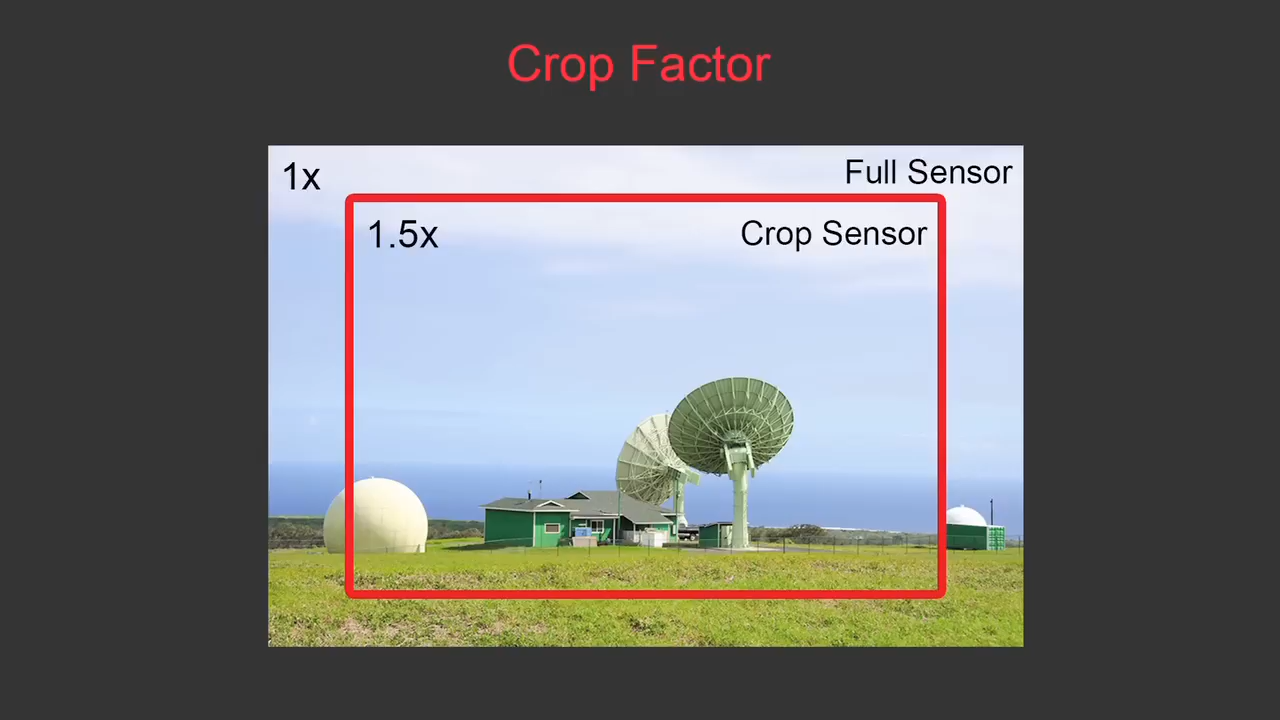 Crop Factor
1x
Full Sensor
1.5x
Crop Sensor